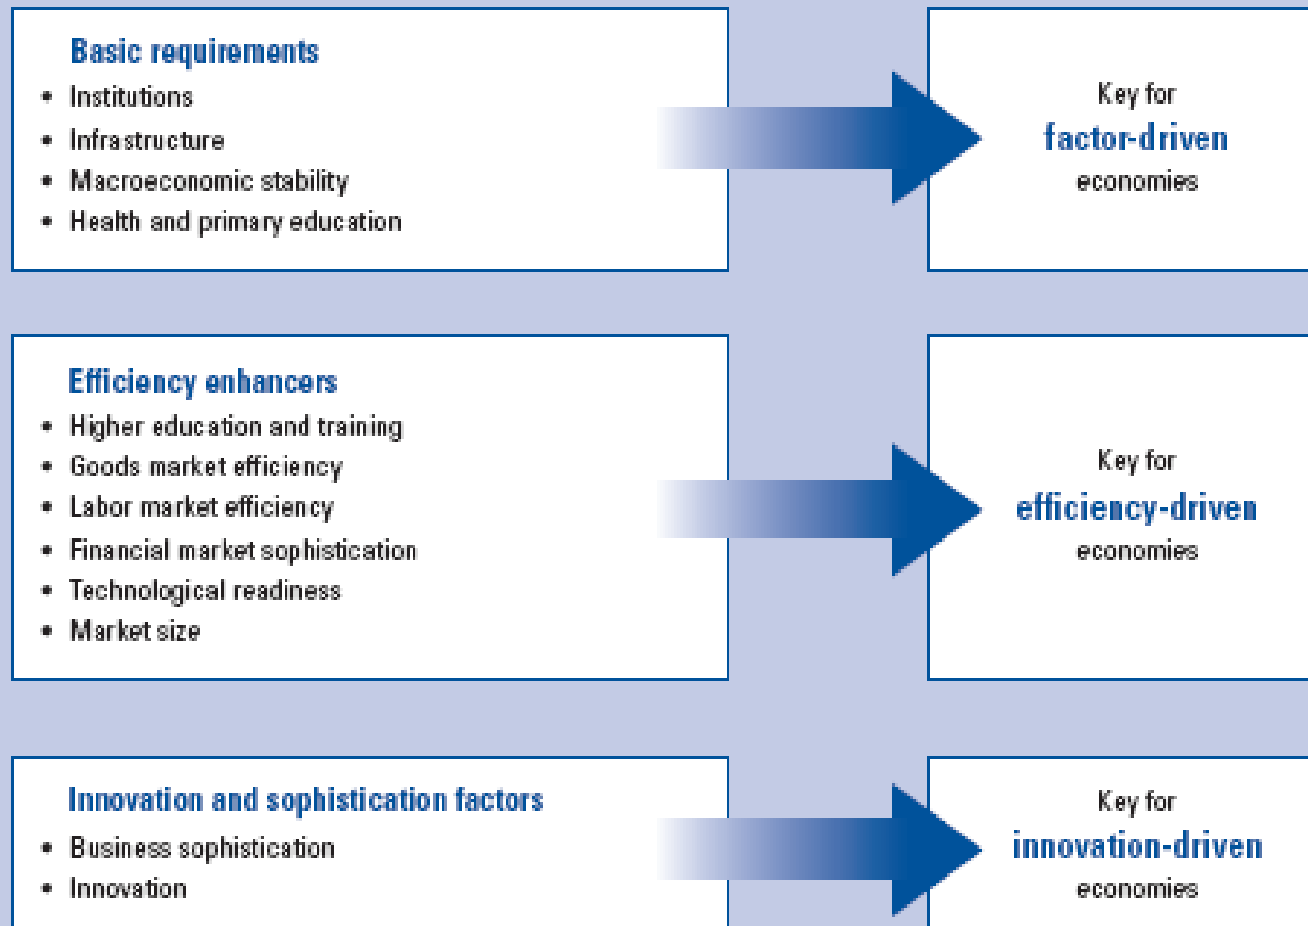 Basic requirements
• Institutions
• Infrastructure
• Macroeconomic stability
• Health and primary education
Key for
factor-driven
economies
Efficiency enhancers
• Higher education and training
• Goods market efficiency
• Labor market efficiency
• Financial market sophistication
• Technological readiness
• Market size
Key for
efficiency-driven
economies
Innovation and sophistication factors
• Business sophistication
• Innovation
Key for
innovation-driven
economies